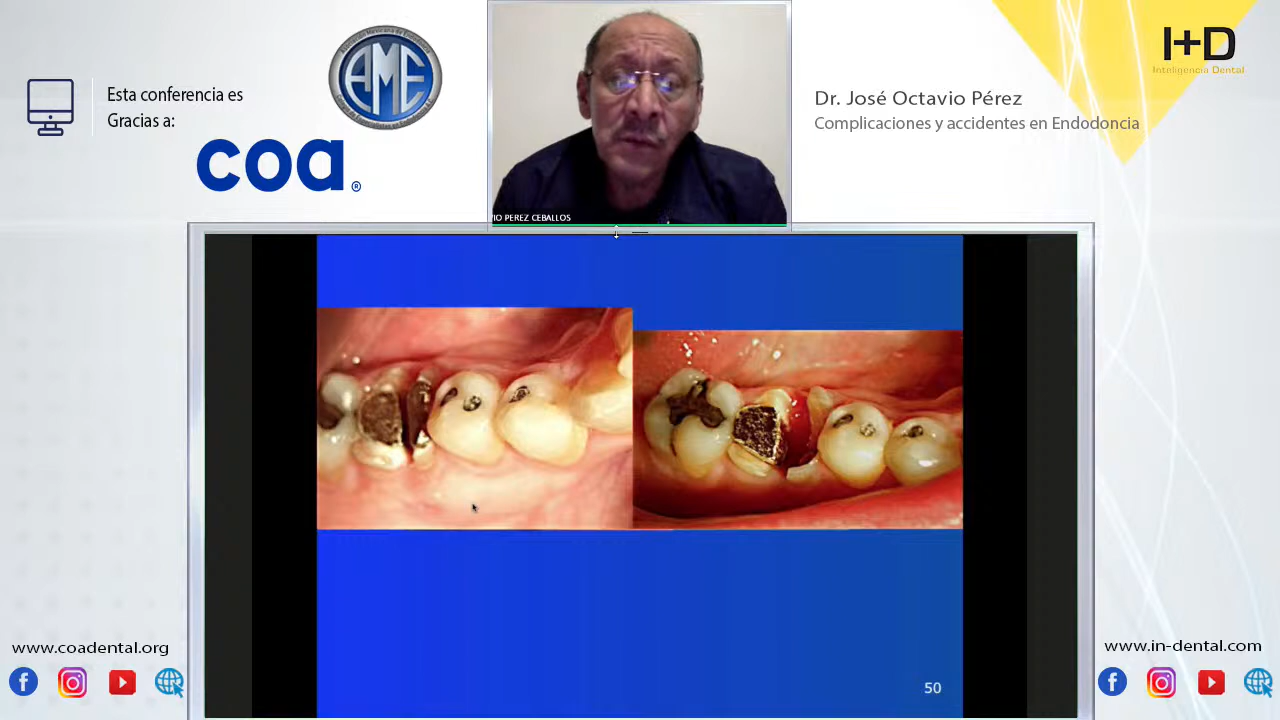 Esta conferencia es
Gracias a:
AME
coa®
IO PEREZ CEBALLOS
I+D
Inteligencia Dental
Dr. José Octavio Pérez
Complicaciones y accidentes en Endodoncia
50
www.coadental.org
www.in-dental.com